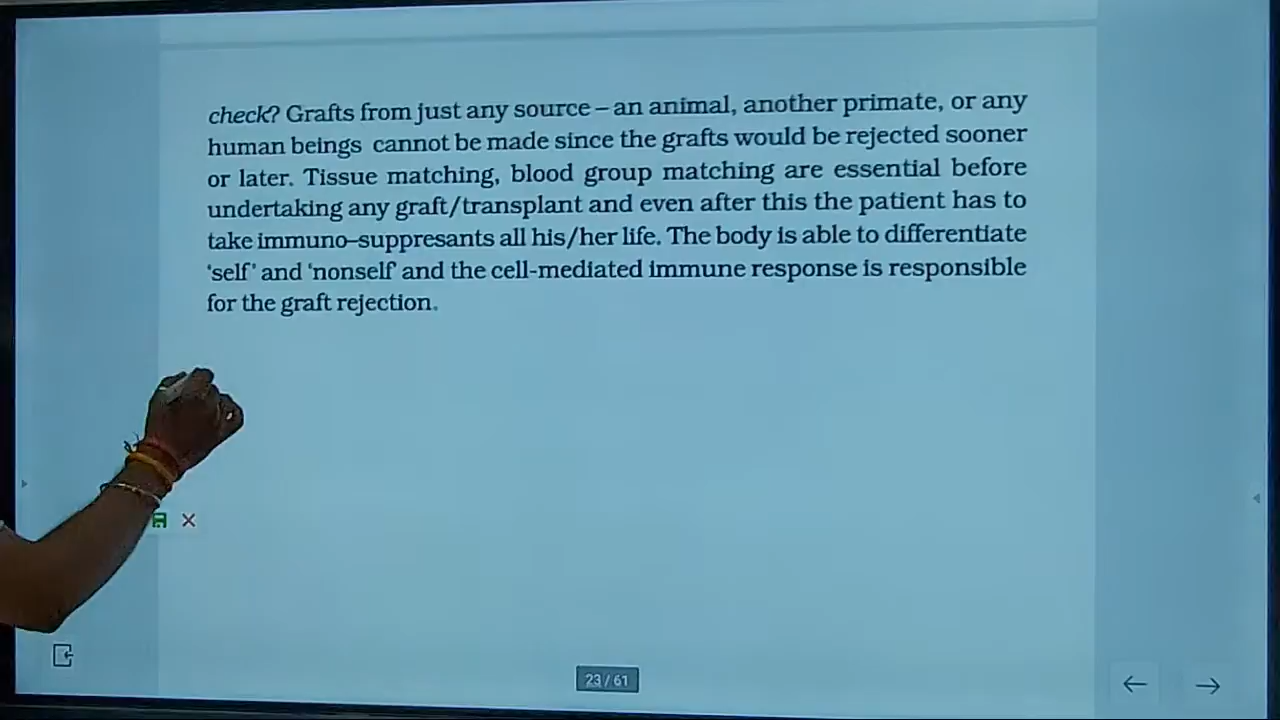 check? Grafts from just any source – an animal, another primate, or any
human beings cannot be made since the grafts would be rejected sooner
or later. Tissue matching, blood group matching are essential before
undertaking any graft/transplant and even after this the patient has to
take immuno–suppresants all his/her life. The body is able to differentiate
‘self’ and ‘nonself’ and the cell-mediated immune response is responsible
for the graft rejection.
23 / 61